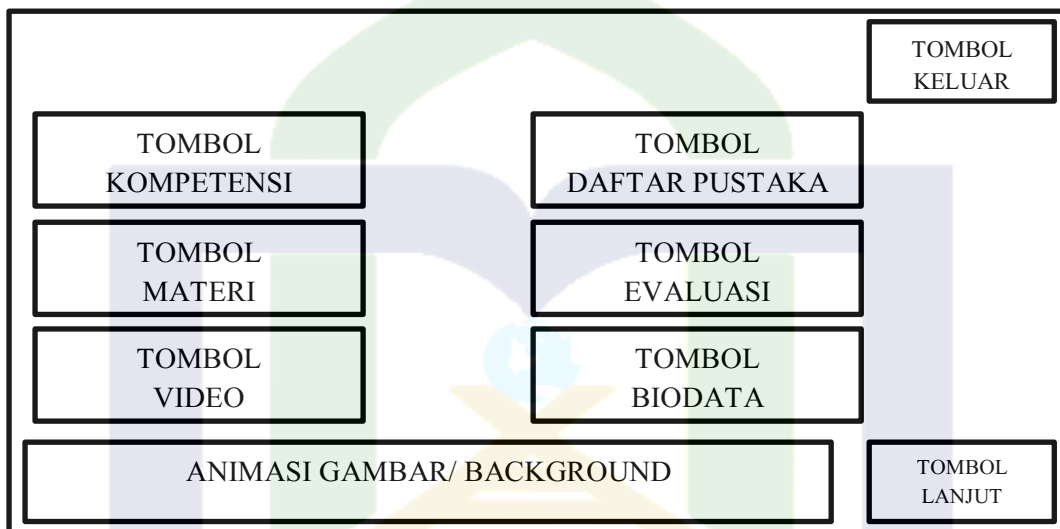 TOMBOL
KELUAR
TOMBOL
KOMPETENSI
TOMBOL
DAFTAR PUSTAKA
TOMBOL
MATERI
TOMBOL
EVALUASI
TOMBOL
VIDEO
TOMBOL
BIODATA
ANIMASI GAMBAR/ BACKGROUND
TOMBOL
LANJUT